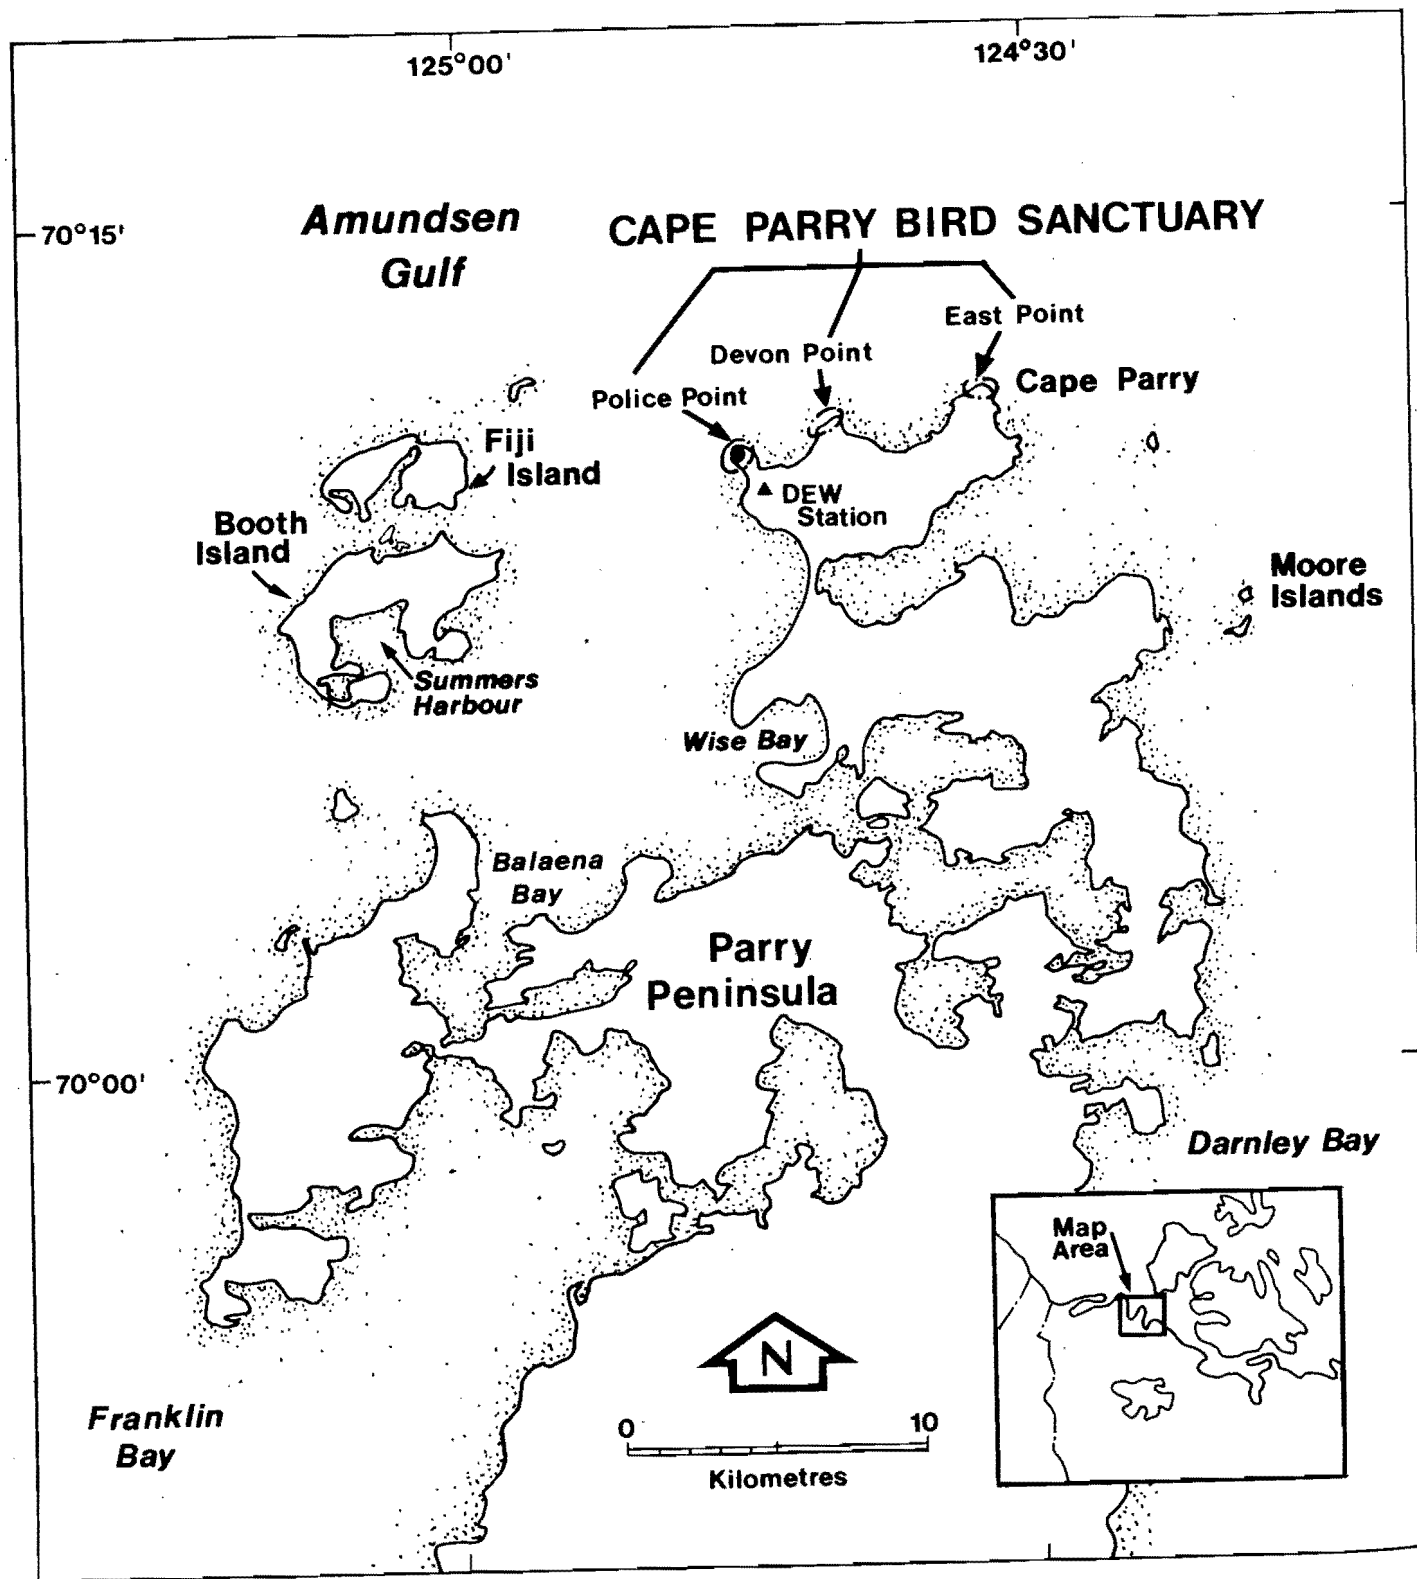 125°00'
124°30'
70°15'
Amundsen
Gulf
CAPE PARRY BIRD SANCTUARY
East Point
Devon Point
Cape Parry
Police Point
Fiji
Island
DEW
Station
Booth
Island
Moore
Islands
Summers
Harbour
Wise Bay
Balaena
Bay
Parry
Peninsula
70°00'
Darnley Bay
Map
Area
N
Franklin
Bay
0 10
Kilometres